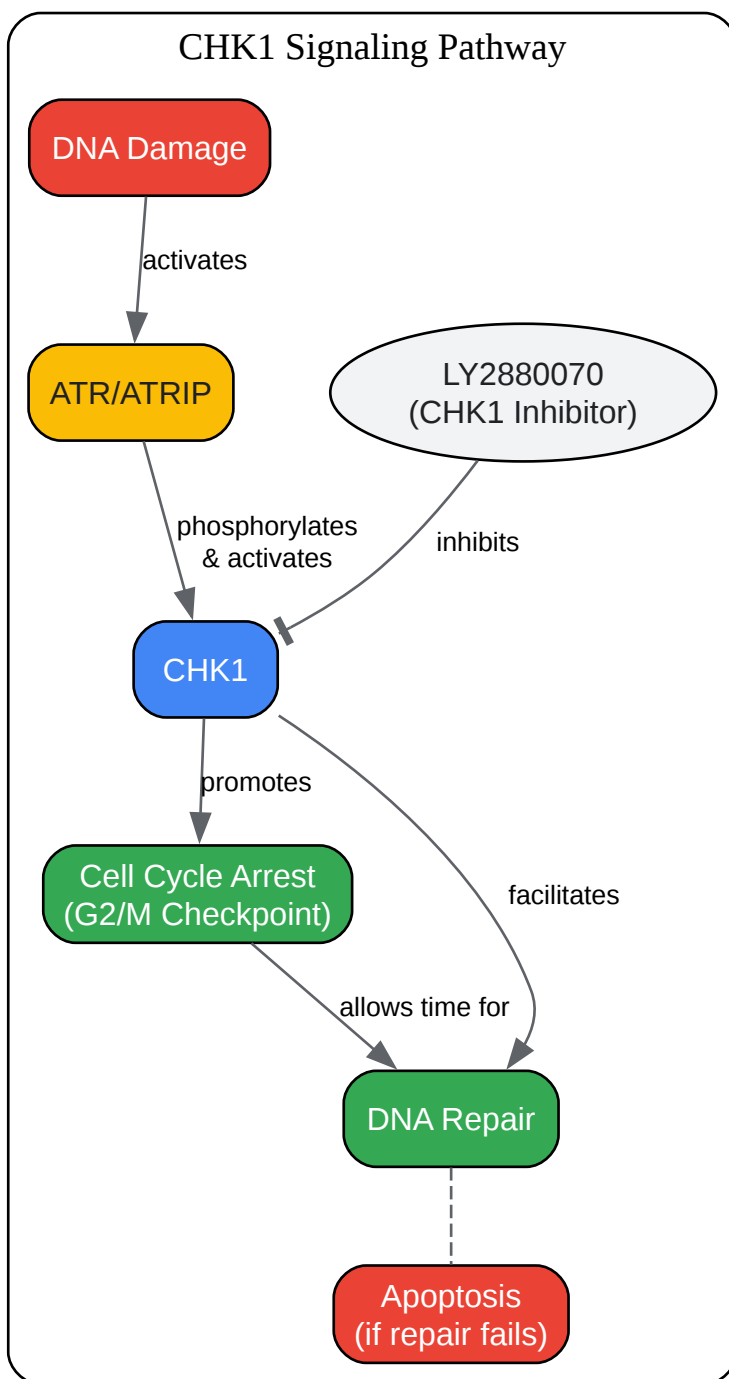 CHK1 Signaling Pathway
DNA Damage
activates
ATR/ATRIP
LY2880070
(CHK1 Inhibitor)
phosphorylates
& activates
inhibits
CHK1
promotes
Cell Cycle Arrest
(G2/M Checkpoint)
facilitates
allows time for
DNA Repair
Apoptosis
(if repair fails)